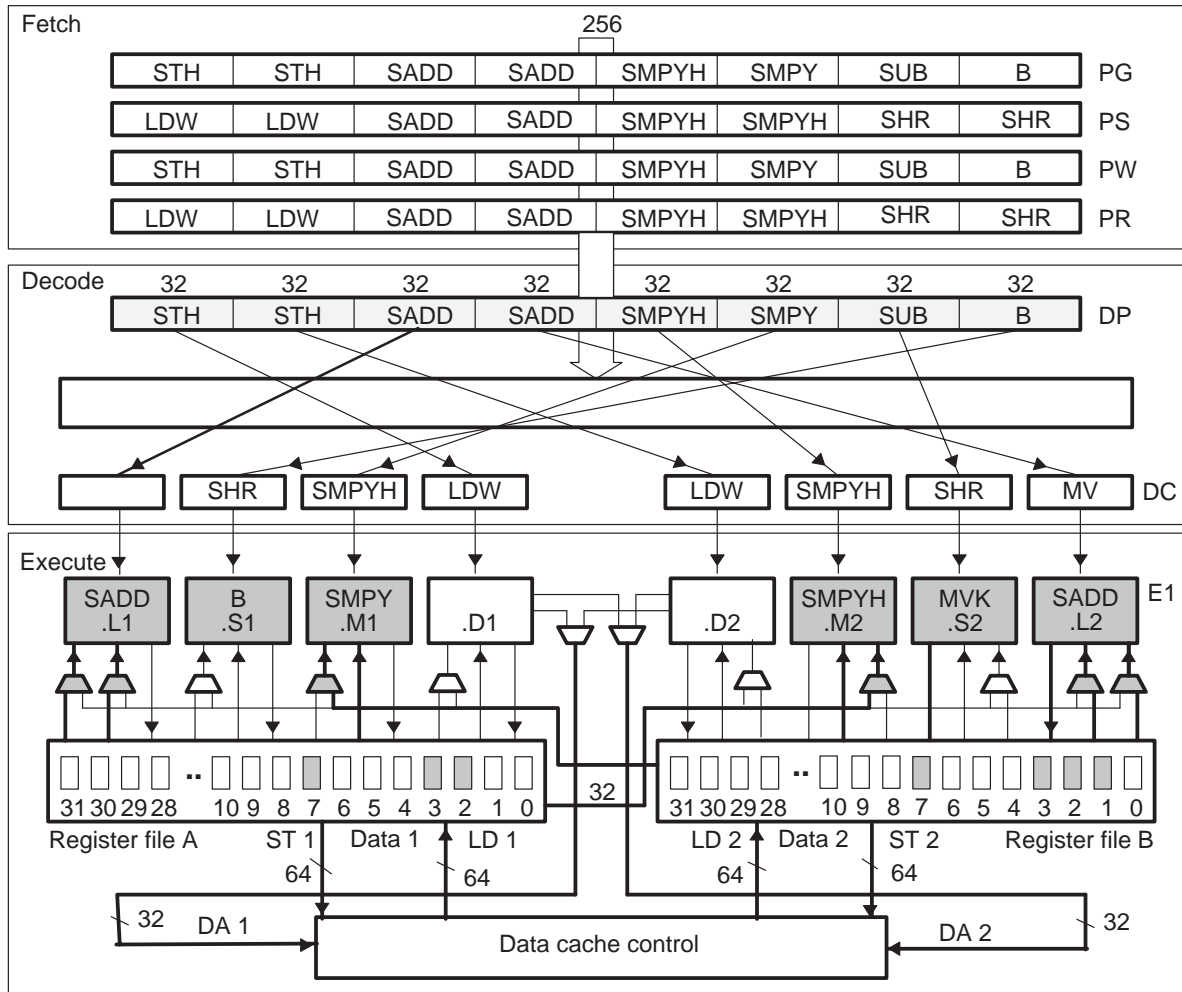 Fetch
256
STH STH SADD SADD SMPYH SMPY SUB B PG
LDW LDW SADD SADD SMPYH SMPYH SHR SHR PS
STH STH SADD SADD SMPYH SMPY SUB B PW
LDW LDW SADD SADD SMPYH SMPYH SHR SHR PR
Decode
32 32 32 32 32 32 32 32
STH STH SADD SADD SMPYH SMPY SUB B DP
SHR SMPYH LDW LDW SMPYH SHR MV DC
Execute
SADD .L1
B .S1
SMPY .M1
.D1
.D2
SMPYH .M2
MVK .S2
SADD .L2
E1
31 30 29 28 .. 10 9 8 7 6 5 4 3 2 1 0
32
31 30 29 28 .. 10 9 8 7 6 5 4 3 2 1 0
Register file A ST 1 Data 1 LD 1
LD 2 Data 2 ST 2 Register file B
64 64 64 64
32 DA 1
Data cache control
DA 2 32